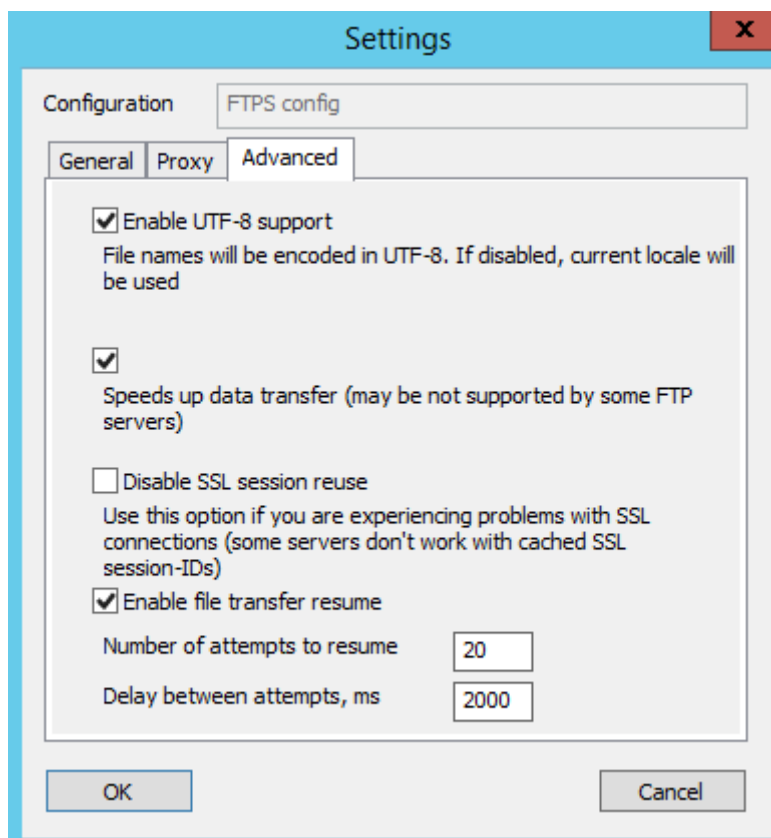 Settings
x
Configuration
FTPS config
General
Proxy
Advanced
Enable UTF-8 support
File names will be encoded in UTF-8. If disabled, current locale will
be used
Speeds up data transfer (may be not supported by some FTP
servers)
Disable SSL session reuse
Use this option if you are experiencing problems with SSL
connections (some servers don't work with cached SSL
session-IDs)
Enable file transfer resume
Number of attempts to resume
20
Delay between attempts, ms
2000
OK
Cancel